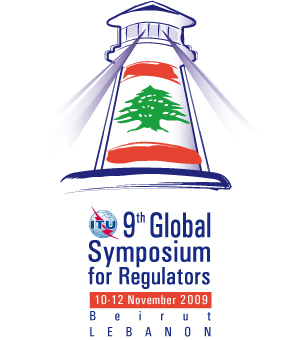 ITU 9th Global
Symposium
for Regulators
10-12 November 2009
Beirut
LEBANON